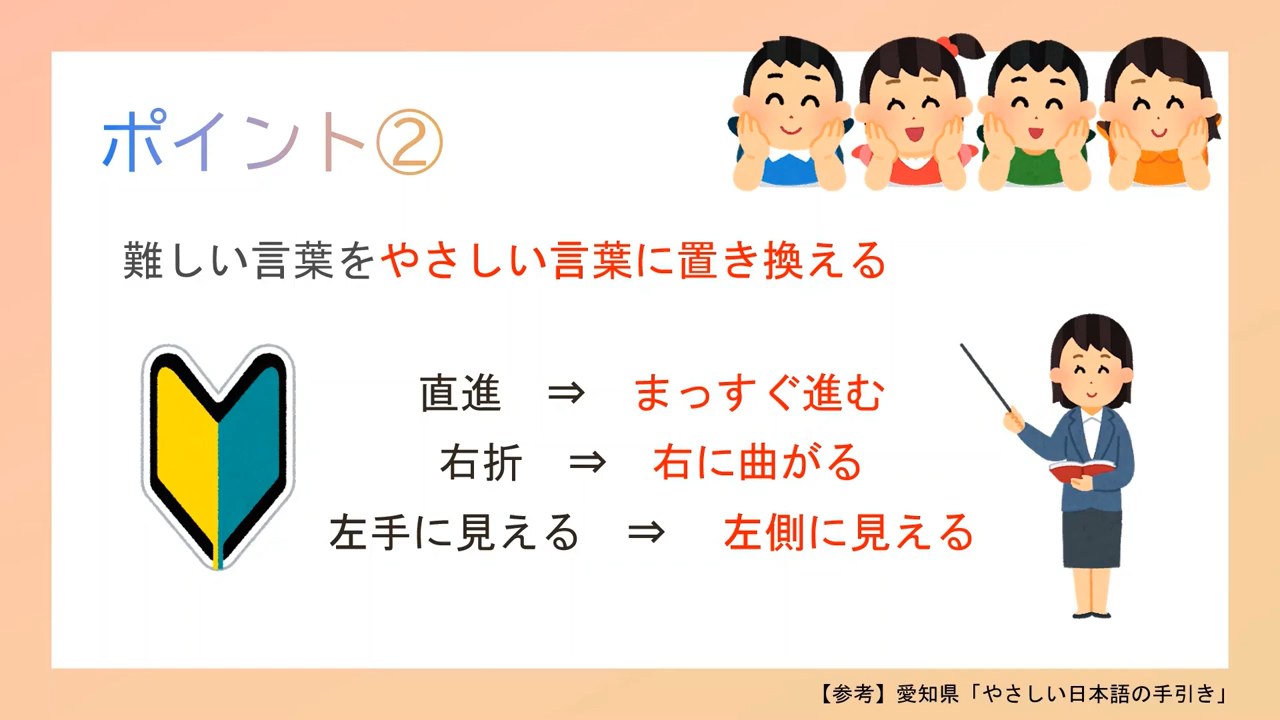 ポイント②
難しい言葉をやさしい言葉に置き換える
直進 ⇒ まっすぐ進む
右折 ⇒ 右に曲がる
左手に見える ⇒ 左側に見える
【参考】愛知県「やさしい日本語の手引き」